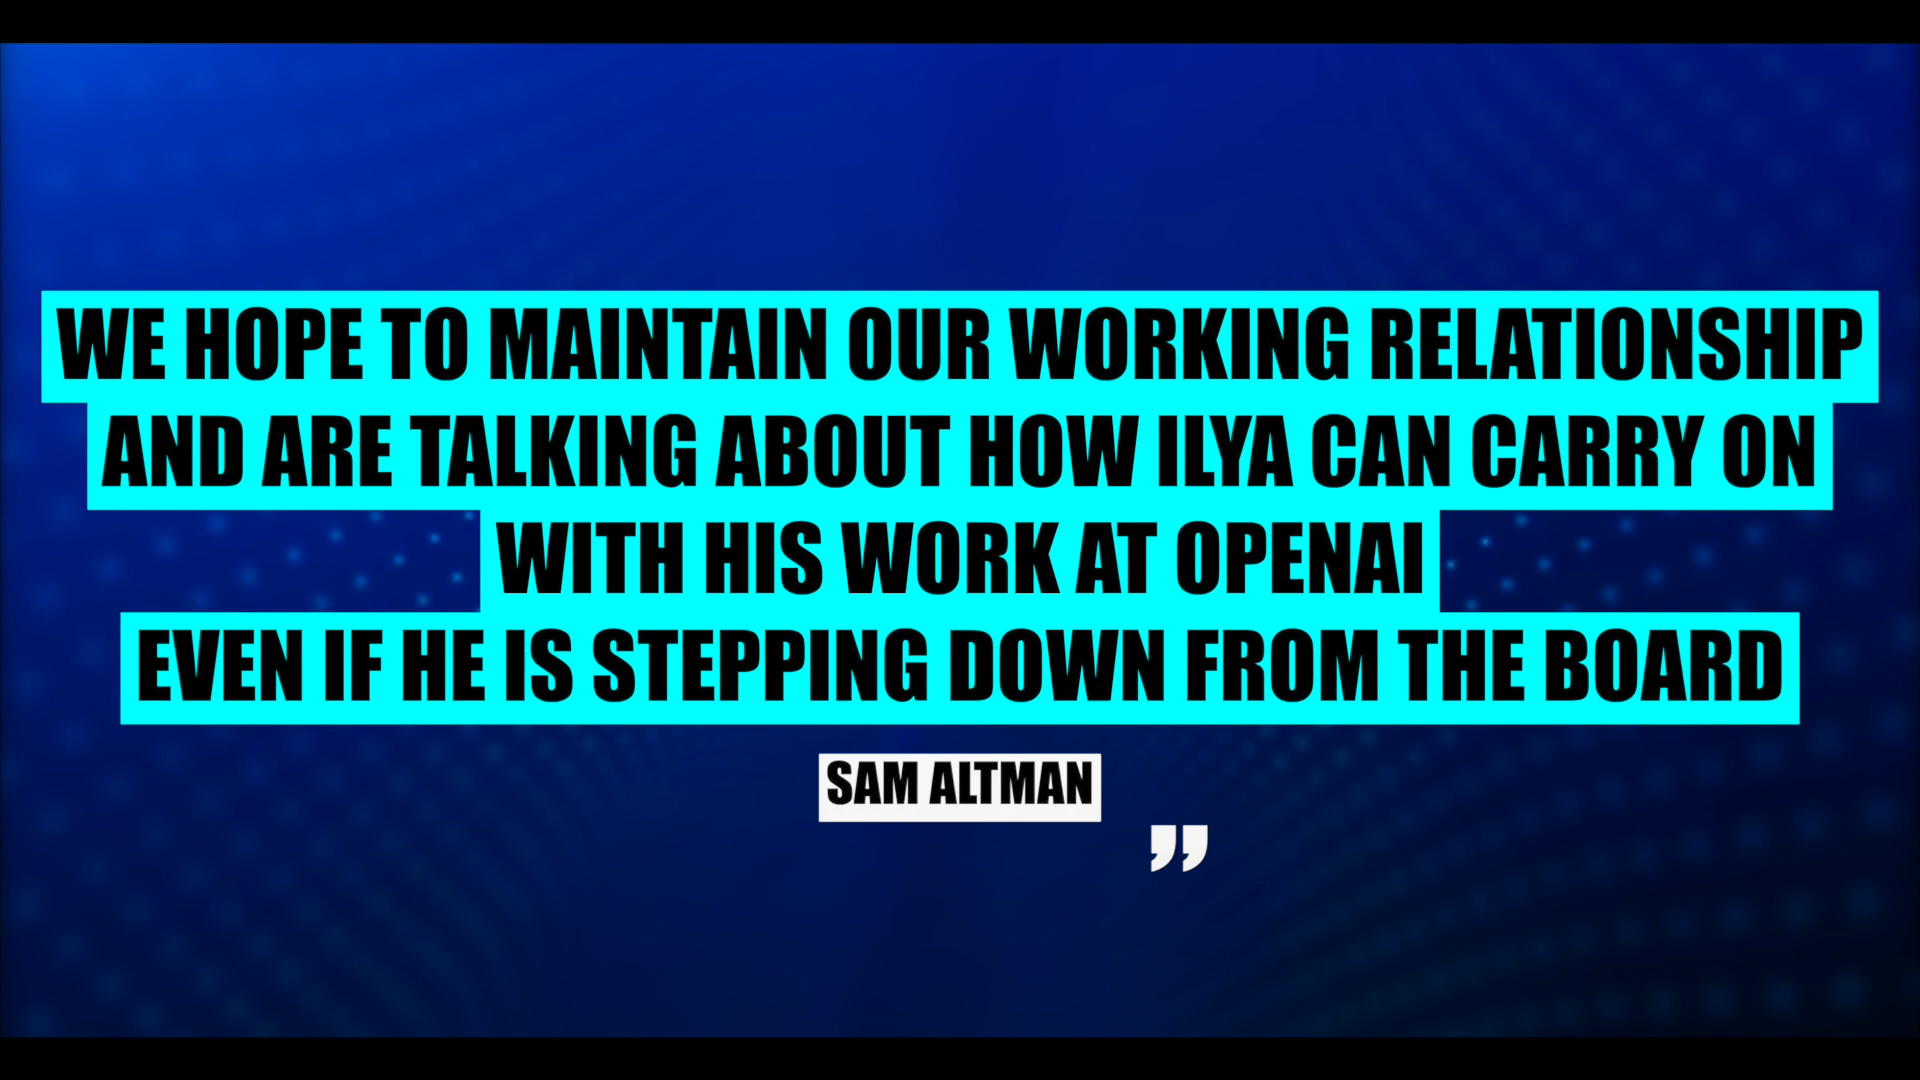 WE HOPE TO MAINTAIN OUR WORKING RELATIONSHIP
AND ARE TALKING ABOUT HOW ILYA CAN CARRY ON
WITH HIS WORK AT OPENAI
EVEN IF HE IS STEPPING DOWN FROM THE BOARD
SAM ALTMAN
”